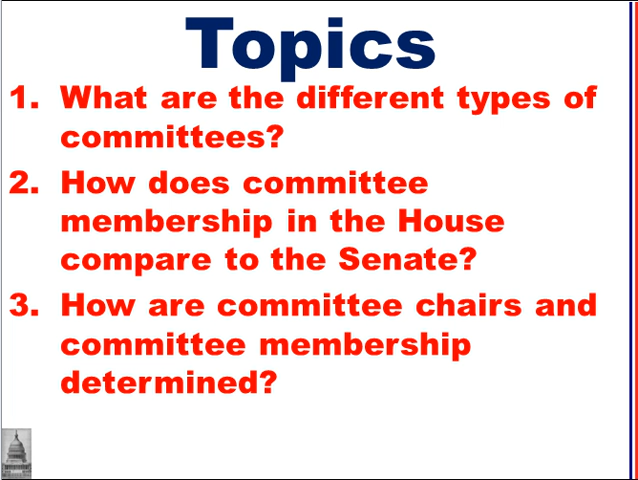 Topics
1. What are the different types of
committees?
2. How does committee
membership in the House
compare to the Senate?
3. How are committee chairs and
committee membership
determined?